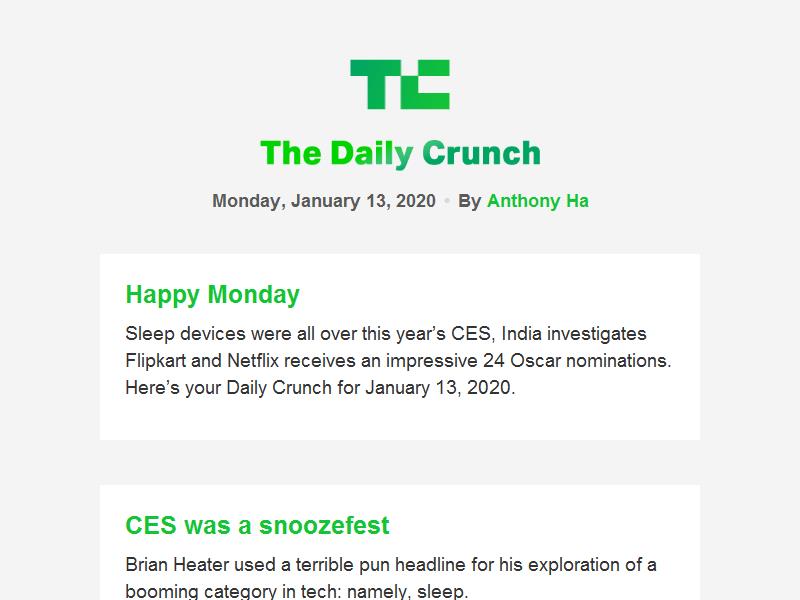 TC
The Daily Crunch
Monday, January 13, 2020 • By Anthony Ha
Happy Monday
Sleep devices were all over this year’s CES, India investigates
Flipkart and Netflix receives an impressive 24 Oscar nominations.
Here’s your Daily Crunch for January 13, 2020.
CES was a snoozefest
Brian Heater used a terrible pun headline for his exploration of a
booming category in tech: namely, sleep.